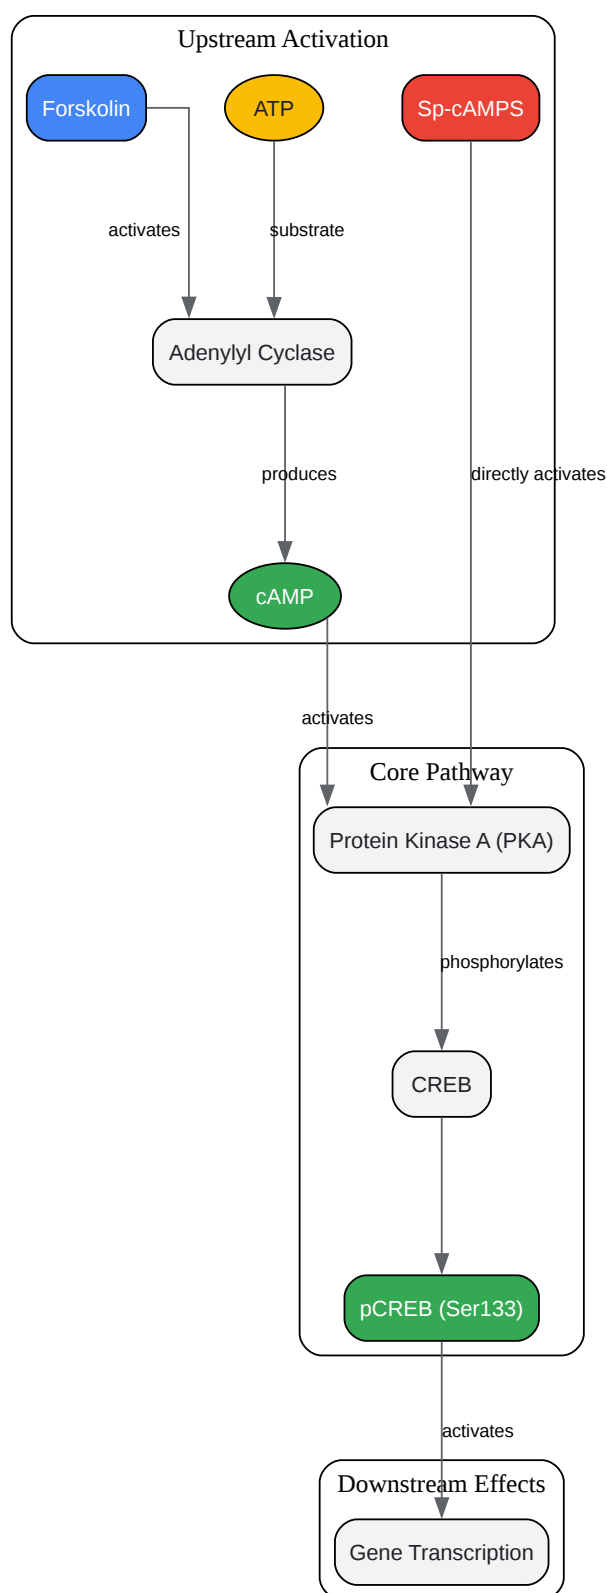 Upstream Activation
Forskolin
ATP
Sp-cAMPS
activates
substrate
Adenylyl Cyclase
produces
directly activates
cAMP
activates
Core Pathway
Protein Kinase A (PKA)
phosphorylates
CREB
pCREB (Ser133)
activates
Downstream Effects
Gene Transcription